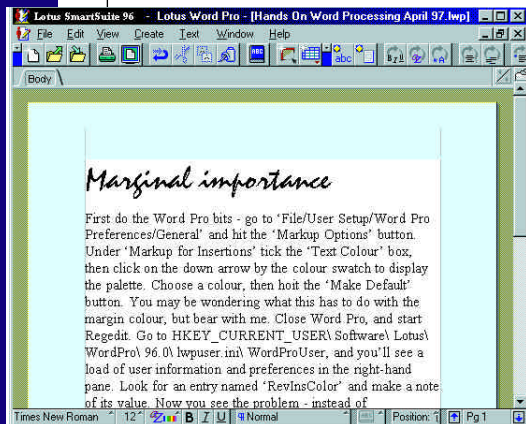 Lotus SmartSuite 96 - Lotus Word Pro - [Hands On Word Processing April 97.lwp]
File Edit View Create Text Window Help
abc
Body
Marginal importance
First do the Word Pro bits - go to 'File/User Setup/Word Pro
Preferences/General' and hit the 'Markup Options' button.
Under 'Markup for Insertions' tick the 'Text Colour' box,
then click on the down arrow by the colour swatch to display
the palette. Choose a colour, then hoit the 'Make Default'
button. You may be wondering what this has to do with the
margin colour, but bear with me. Close Word Pro, and start
Regedit. Go to HKEY_CURRENT_USER\ Software\ Lotus\
WordPro\ 96.0\ lwpuser.ini\ WordProUser, and you'll see a
load of user information and preferences in the right-hand
pane. Look for an entry named 'RevInsColor' and make a note
of its value. Now you see the problem - instead of
Times New Roman 12 B I U Normal Position: Pg 1